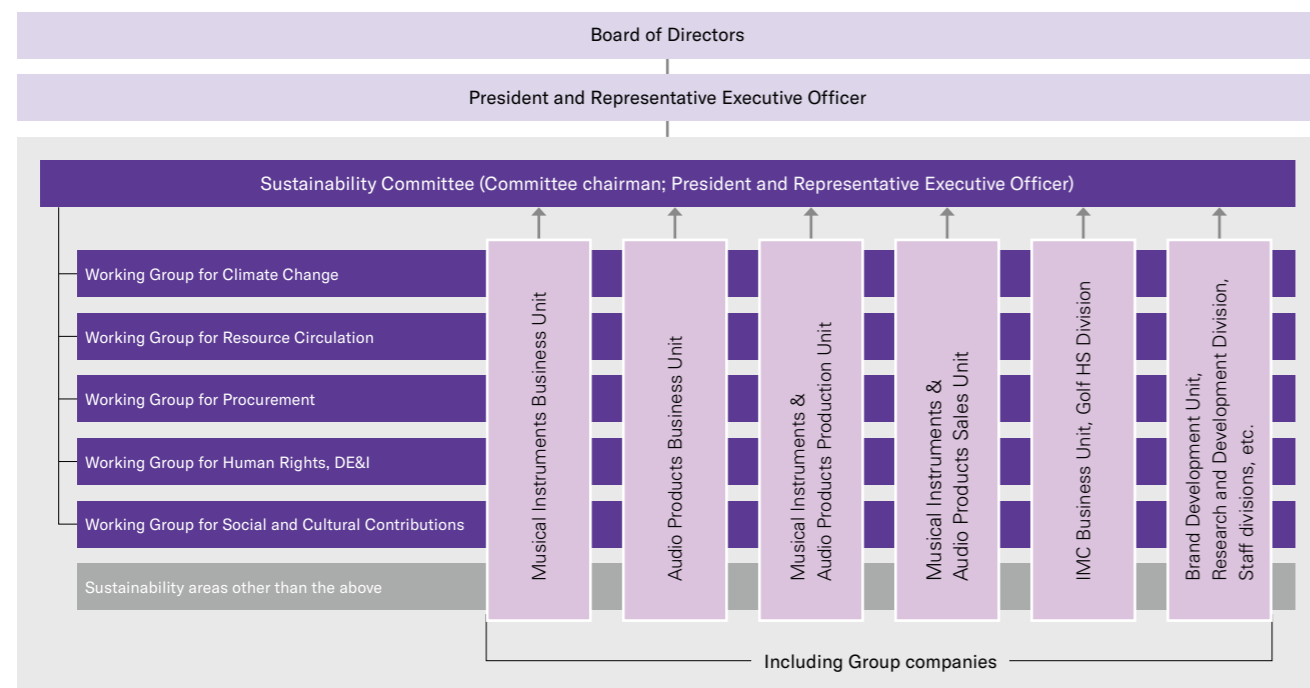 Board of Directors
President and Representative Executive Officer
Sustainability Committee (Committee chairman; President and Representative Executive Officer)
Working Group for Climate Change
Working Group for Resource Circulation
Working Group for Procurement
Working Group for Human Rights, DE&I
Working Group for Social and Cultural Contributions
Sustainability areas other than the above
Musical Instruments Business Unit
Audio Products Business Unit
Musical Instruments &
Audio Products Production Unit
Musical Instruments &
Audio Products Sales Unit
IMC Business Unit, Golf HS Division
Brand Development Unit,
Research and Development Division,
Staff divisions, etc.
Including Group companies